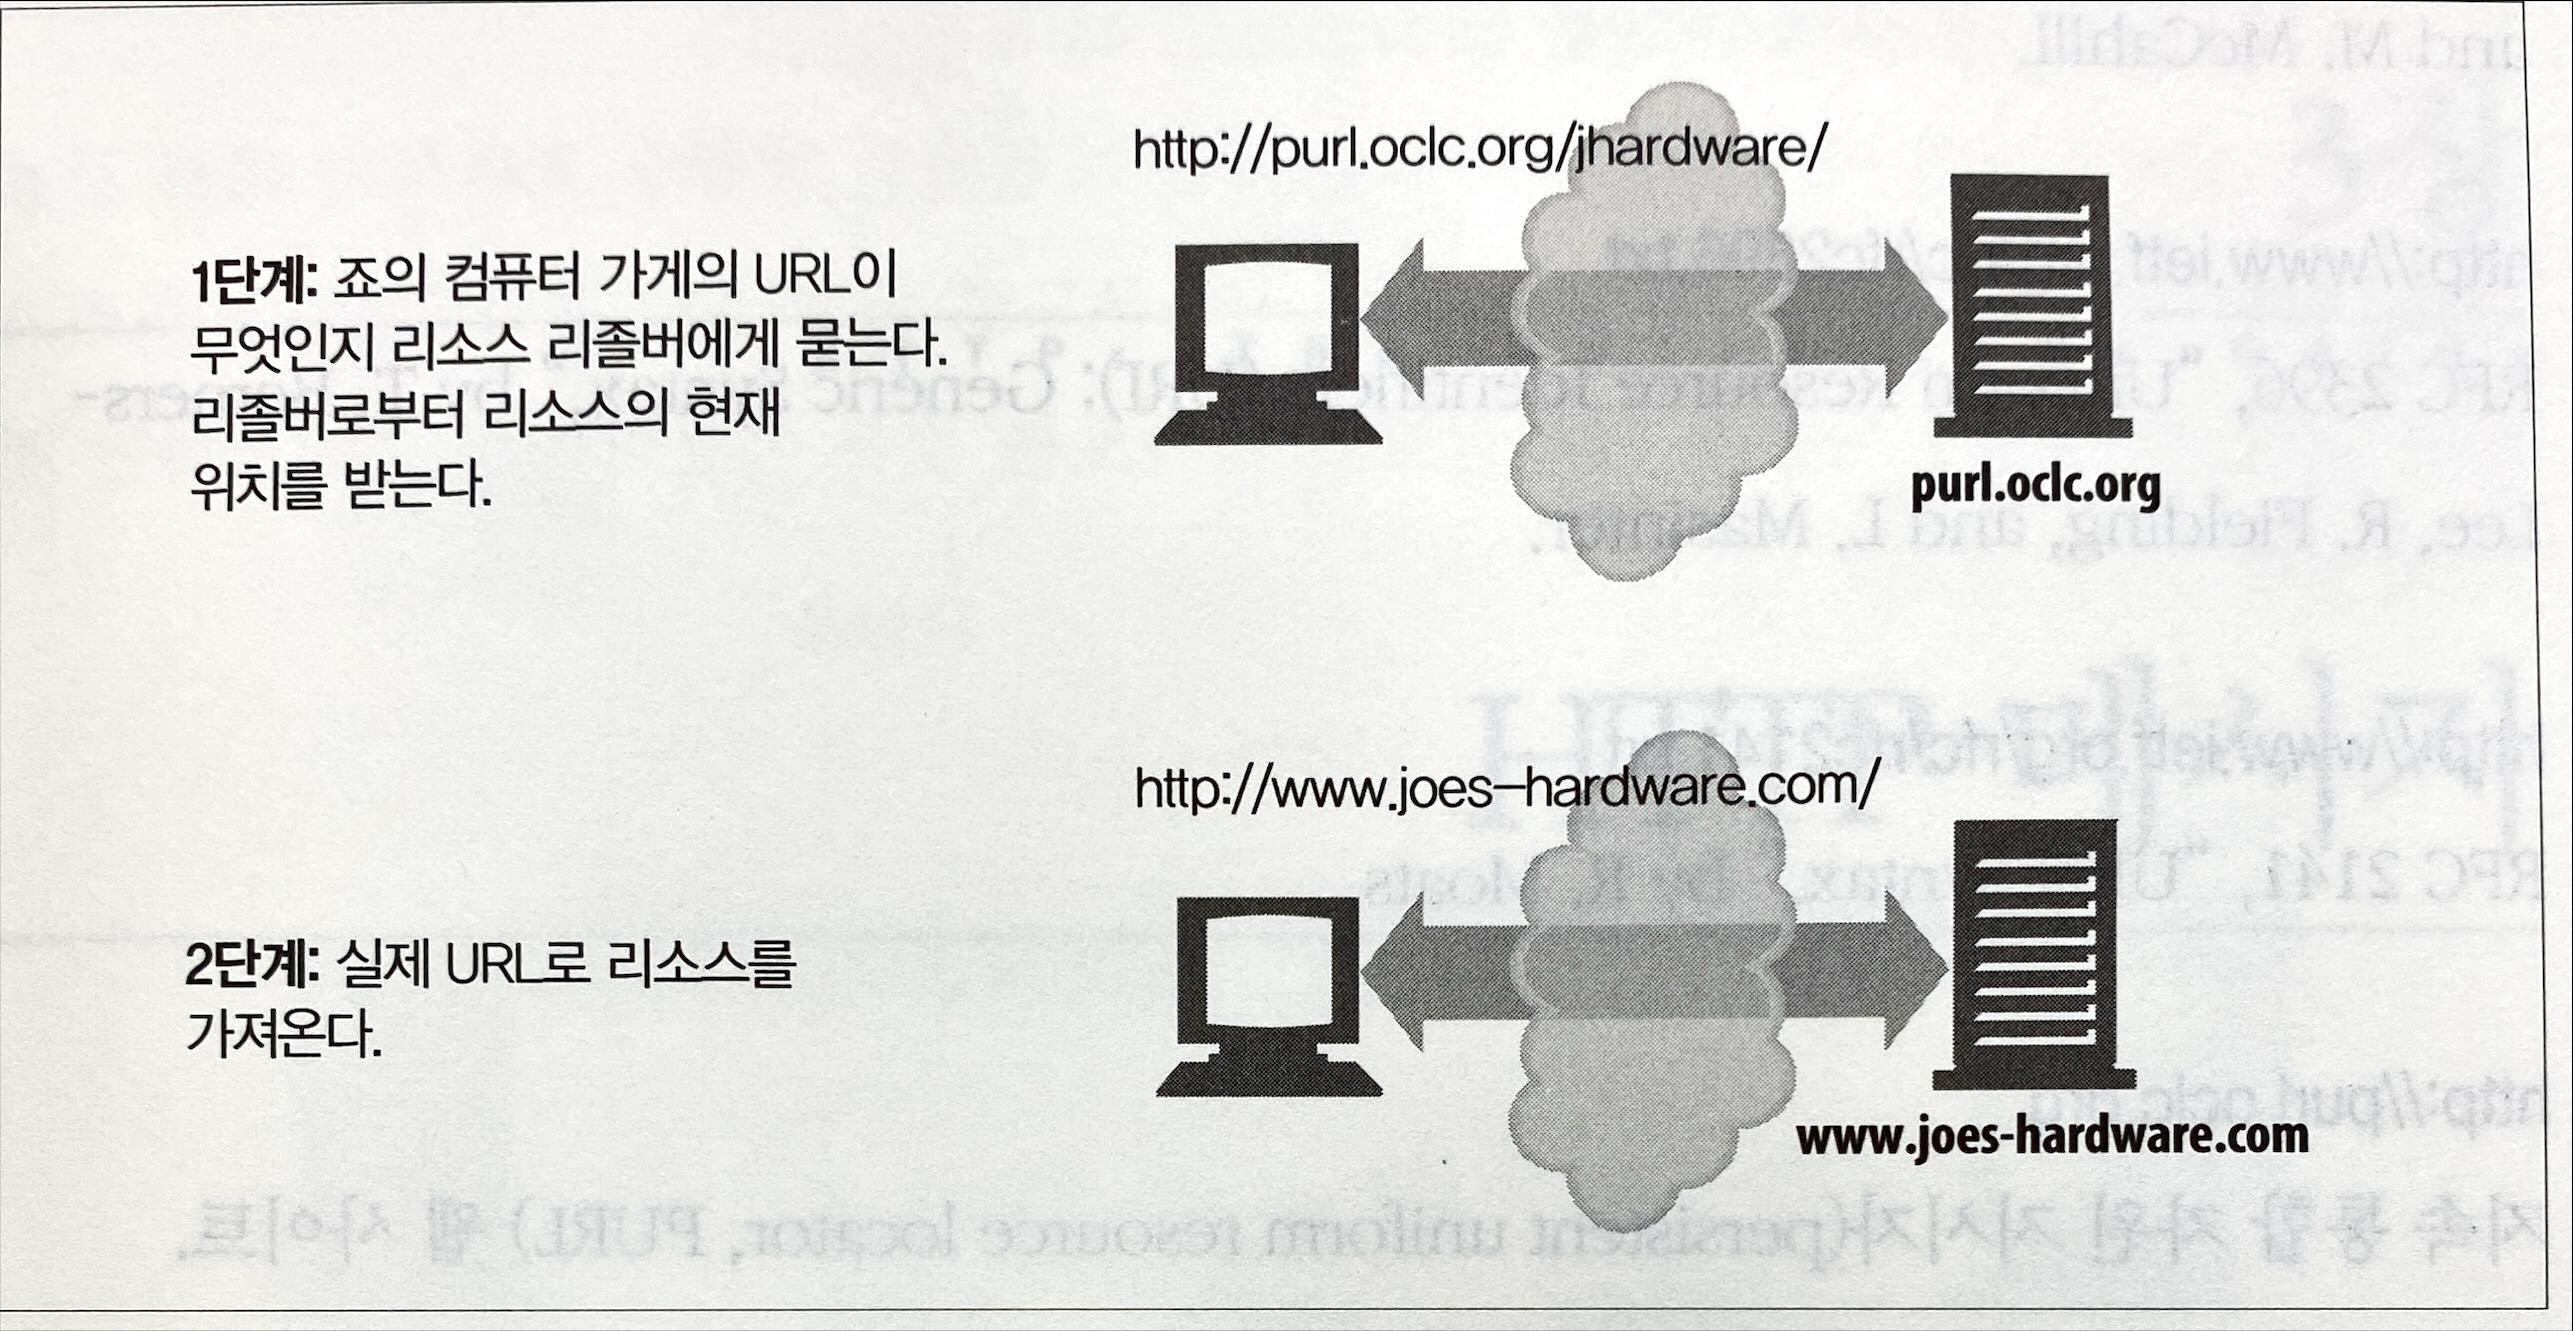 http://purl.oclc.org/jhardware/
1단계: 죠의 컴퓨터 가게의 URL이
무엇인지 리소스 리졸버에게 묻는다.
리졸버로부터 리소스의 현재
위치를 받는다.
purl.oclc.org
http://www.joes-hardware.com/
2단계: 실제 URL로 리소스를
가져온다.
www.joes-hardware.com